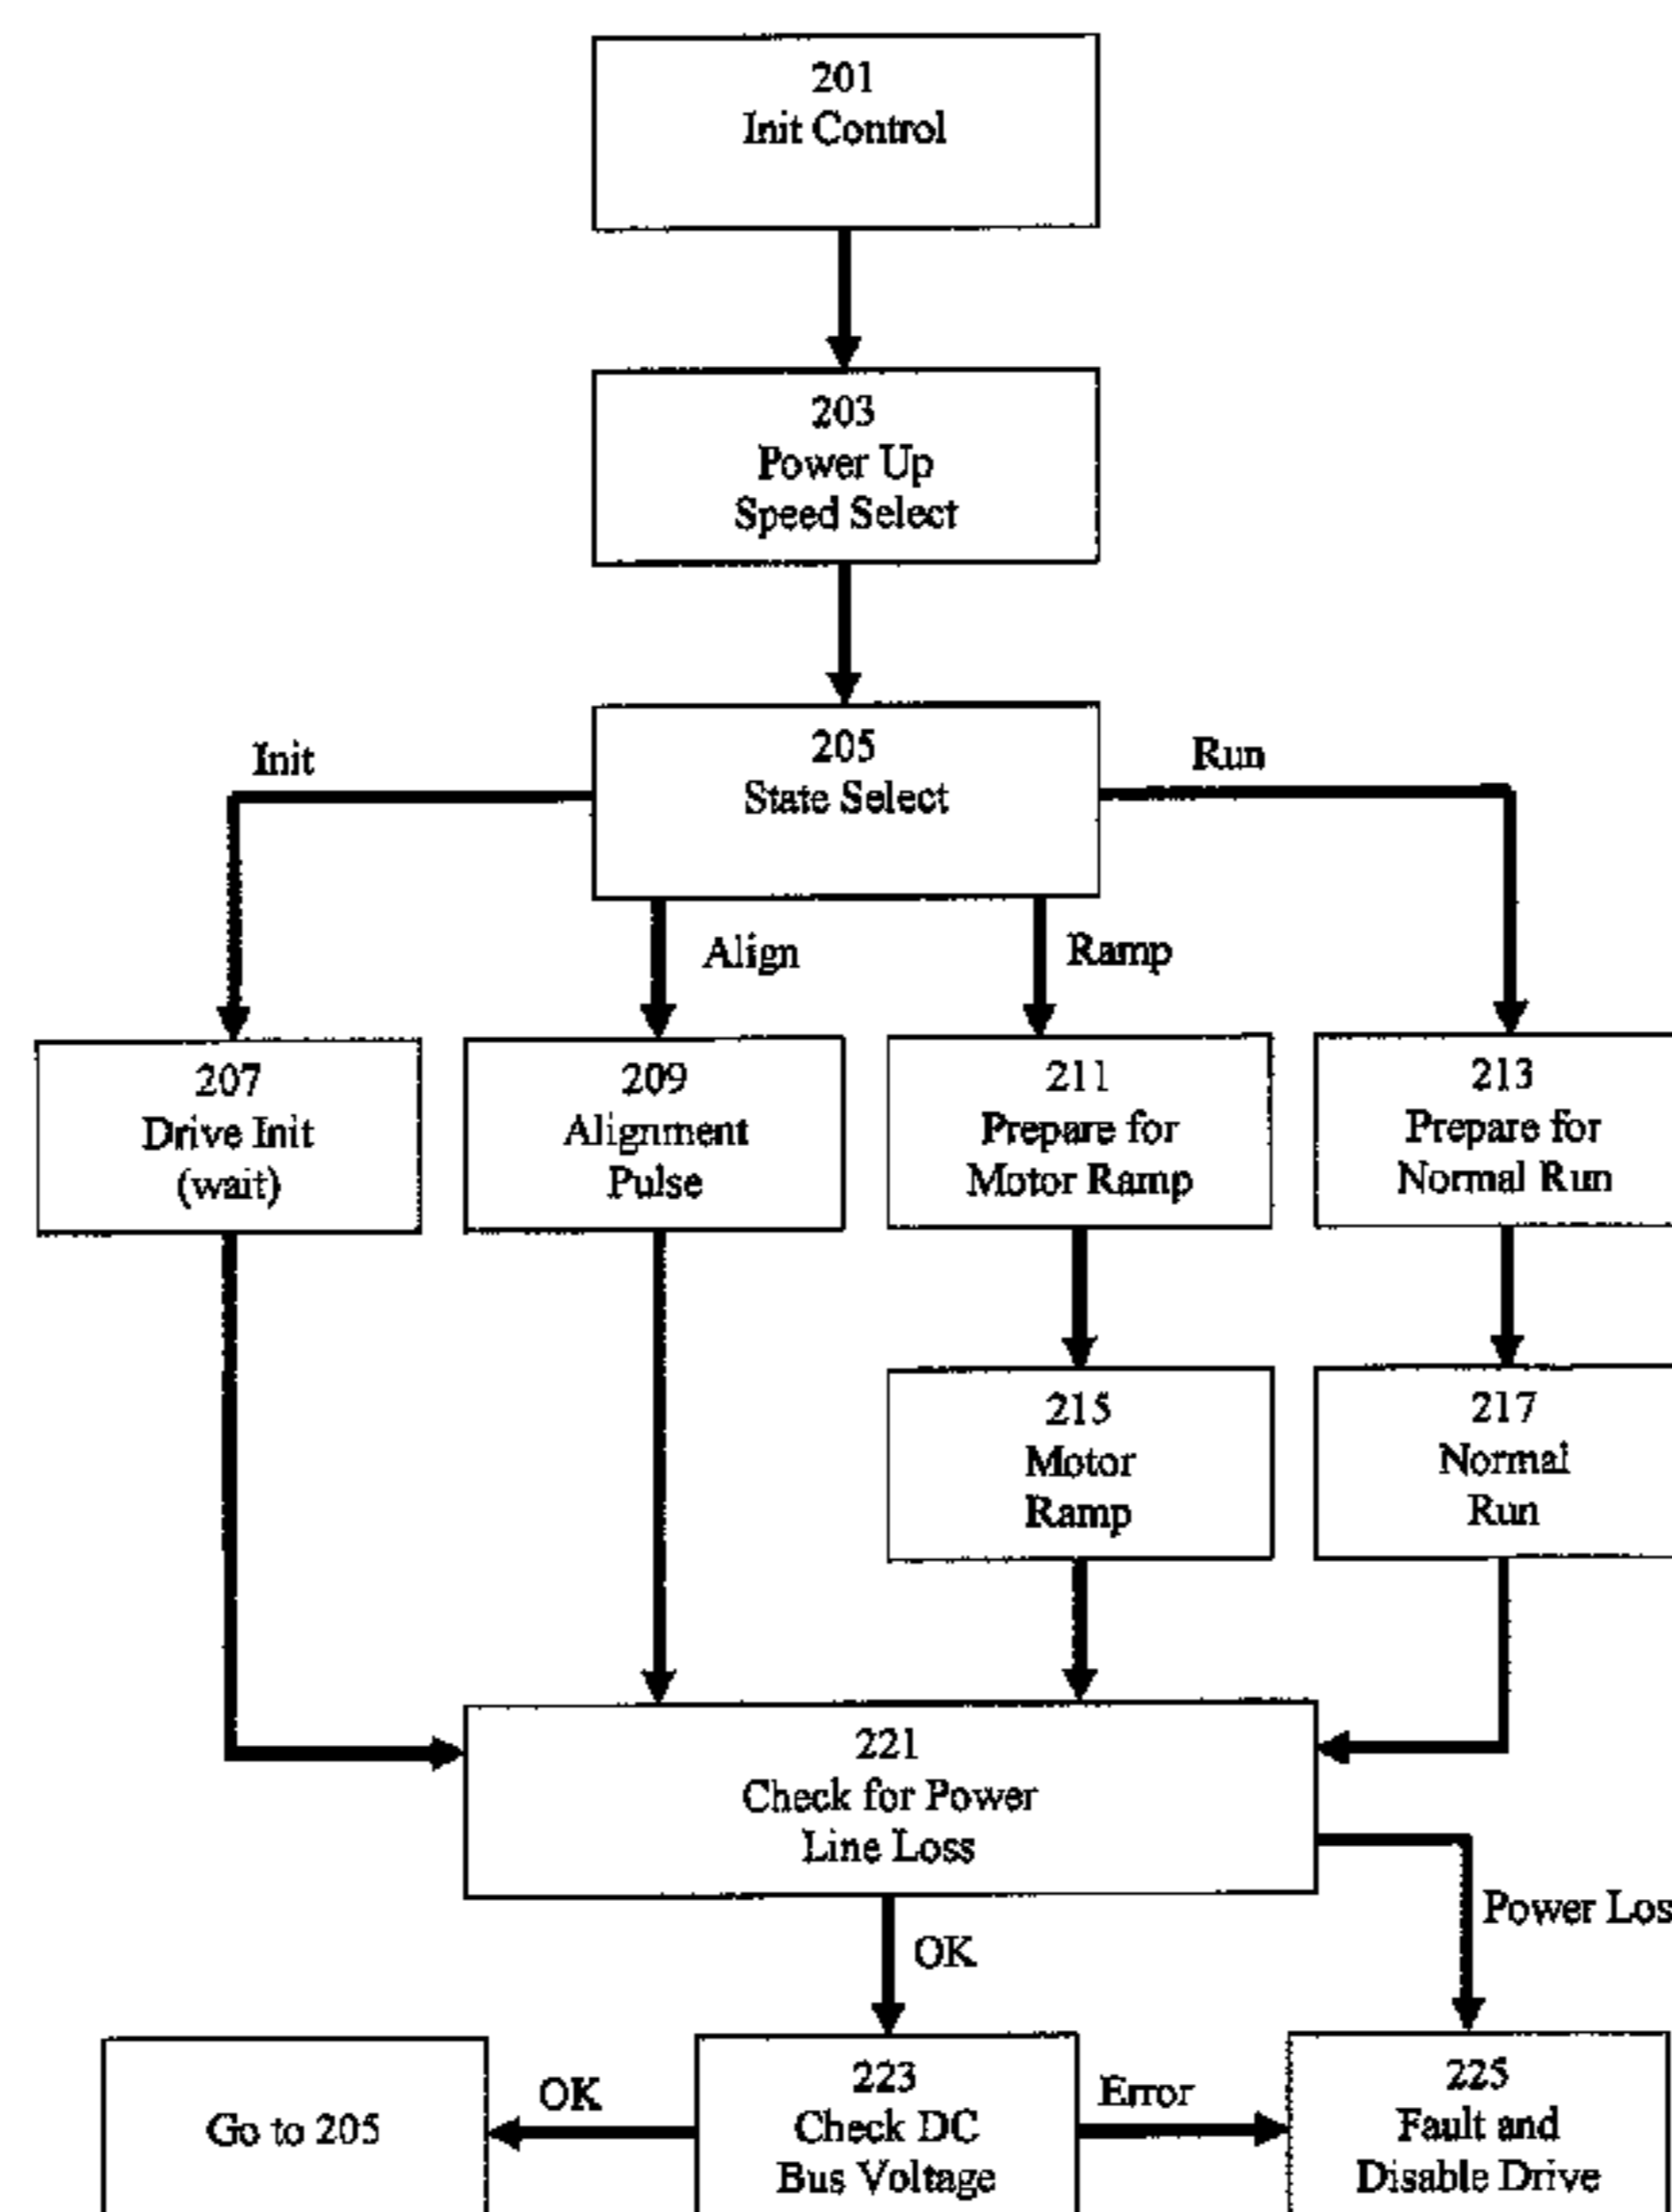 201
Init Control
203
Power Up
Speed Select
205
State Select
Init
Run
Align
Ramp
207
Drive Init
(wait)
209
Alignment
Pulse
211
Prepare for
Motor Ramp
213
Prepare for
Normal Run
215
Motor
Ramp
217
Normal
Run
221
Check for Power
Line Loss
Power Los
OK
Go to 205
OK
223
Check DC
Bus Voltage
Error
225
Fault and
Disable Drive